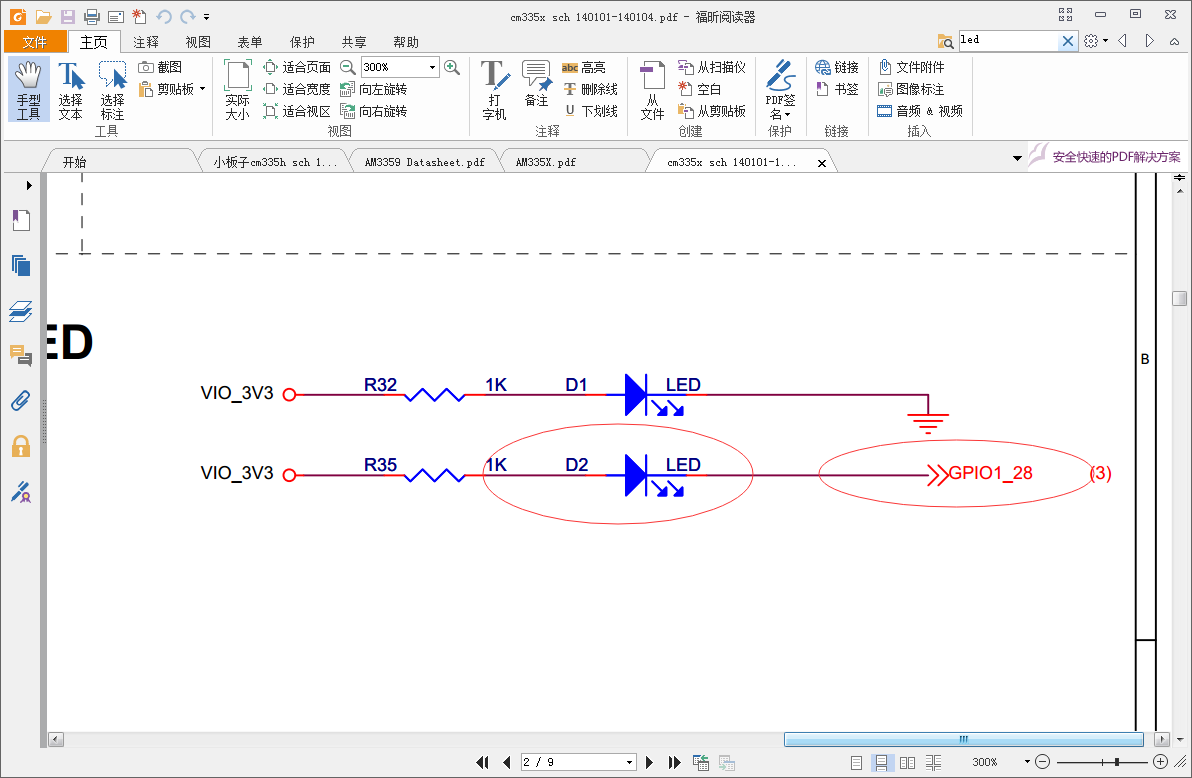 cm335x sch 140101-140104.pdf - 福昕阅读器
文件 主页 注释 视图 表单 保护 共享 帮助 led
手型工具 选择文本 选择标注 截图 剪贴板 工具
实际大小 适合页面 适合宽度 适合视区 300% 向左旋转 向右旋转 视图
打字机 备注 abc 高亮 T 删除线 U 下划线 注释
从文件 从扫描仪 空白 从剪贴板 创建
PDF签名 保护
链接 书签 链接
文件附件 图像标注 音频 & 视频 插入
开始 小板子cm335h sch 1... AM3359 Datasheet.pdf AM335X.pdf cm335x sch 140101-1... 安全快速的PDF解决方案
ED
B
VIO_3V3 R32 1K D1 LED
VIO_3V3 R35 1K D2 LED GPIO1_28 (3)
2 / 9 300%